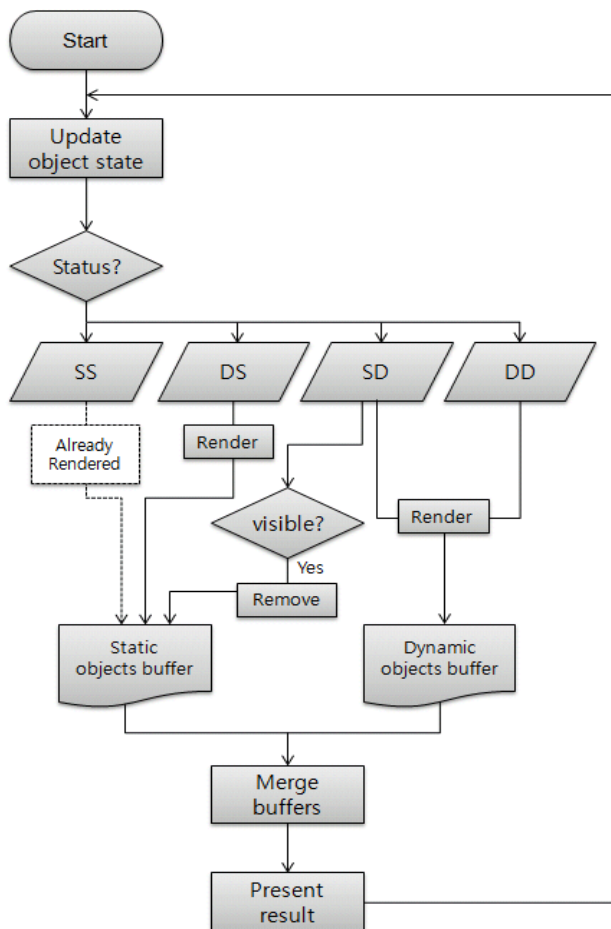 Start
Update
object state
Status?
SS
DS
SD
DD
Already
Rendered
Render
Render
visible?
Yes
Remove
Static
objects buffer
Dynamic
objects buffer
Merge
buffers
Present
result